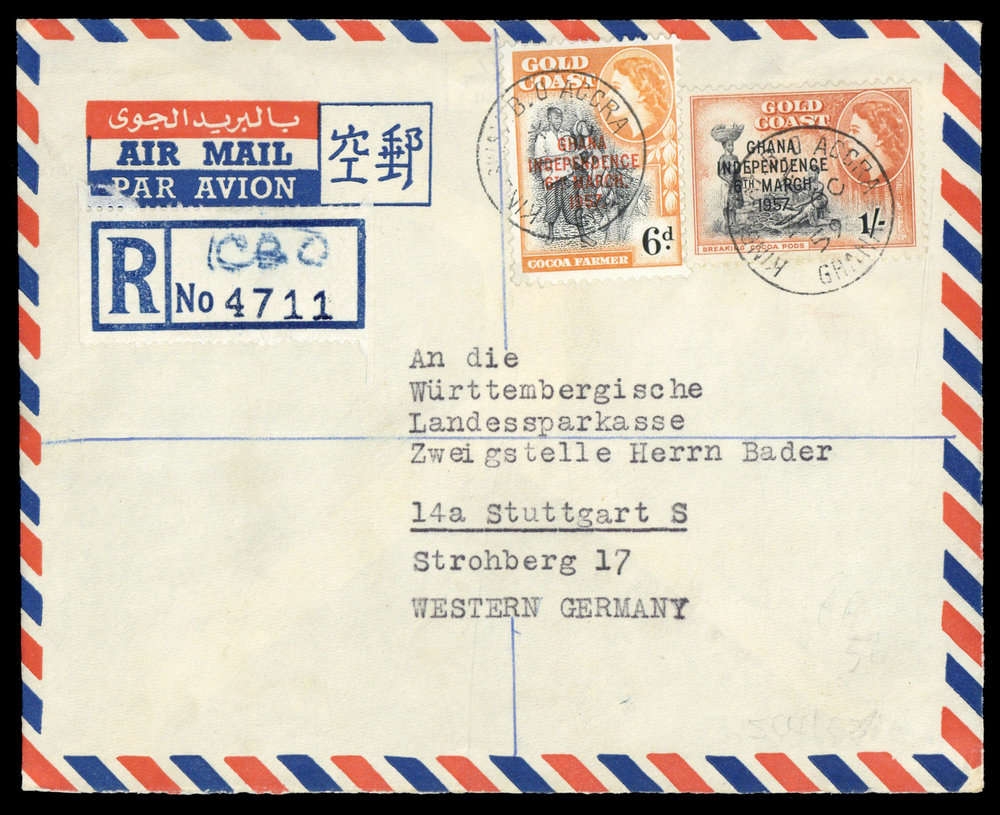 بالبريد الجوى
AIR MAIL
PAR AVION
郵空
R
No 4711
GOLD
COAST
GHANA
INDEPENDENCE
6TH MARCH
1957
6d
COCOA FARMER
GOLD
COAST
GHANA
INDEPENDENCE
6TH MARCH,
1957.
1/-
BREAKING COCOA PODS
B.O ACCRA
ACCRA
GHANA
An die
Württembergische
Landessparkasse
Zweigstelle Herrn Bader
14a Stuttgart S
Strohberg 17
WESTERN GERMANY